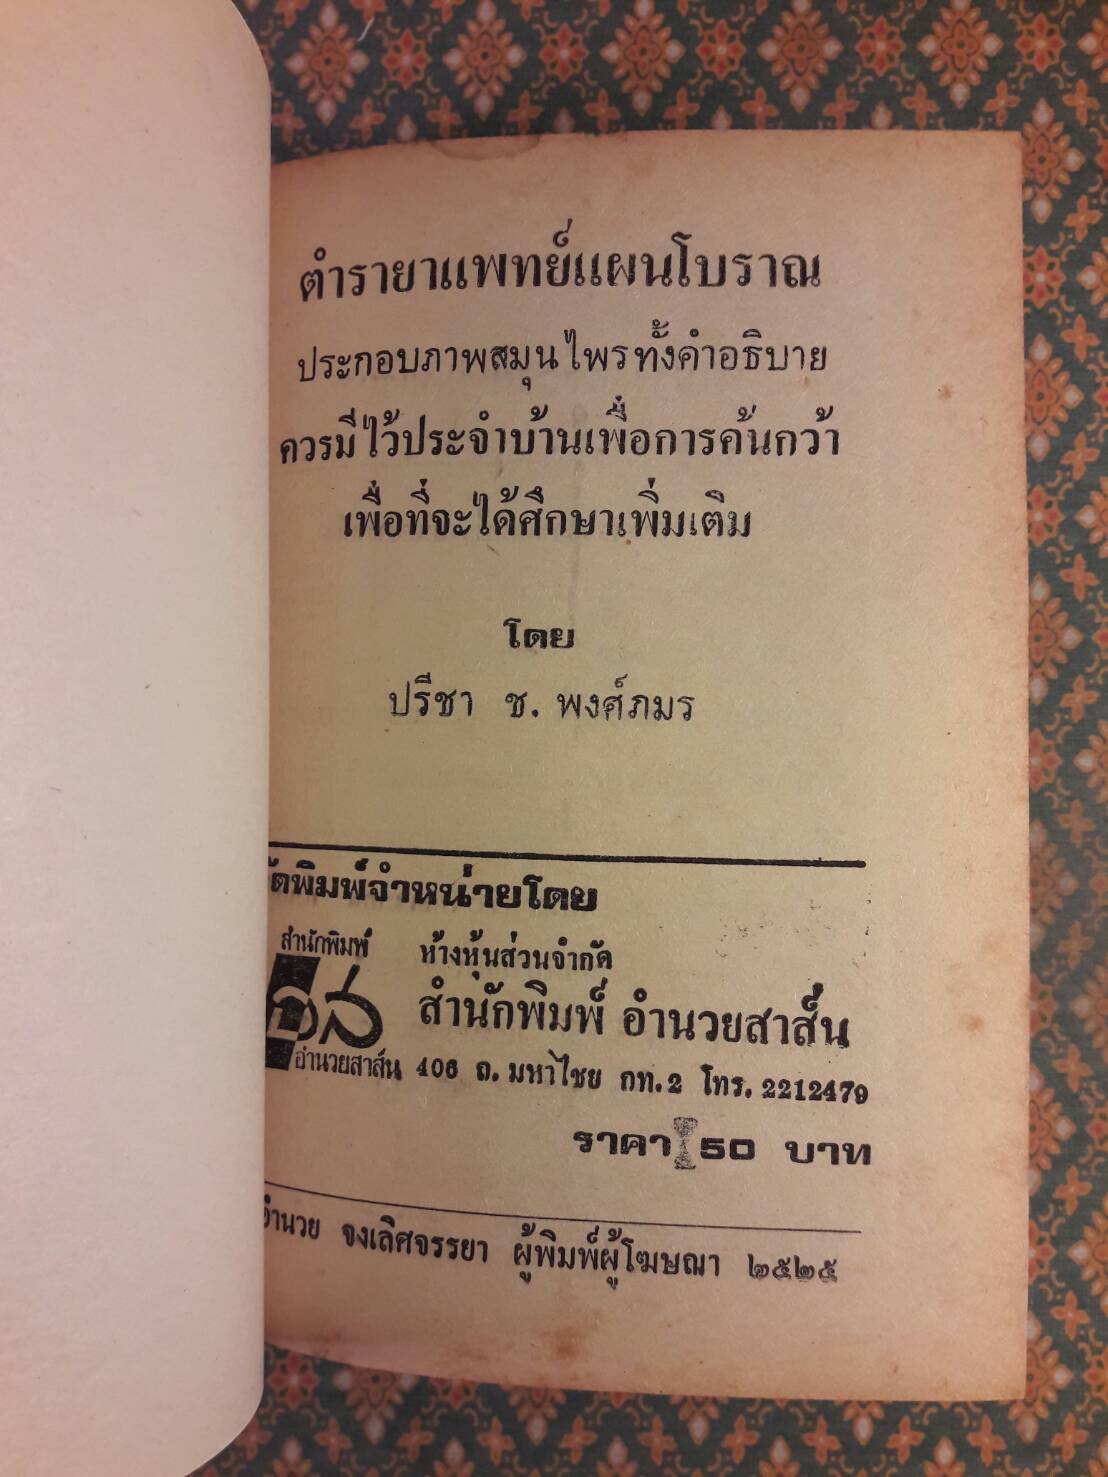 ตำรายาแพทย์แผนโบราณ
ประกอบภาพสมุนไพรทั้งคำอธิบาย
ควรมีไว้ประจำบ้านเพื่อการค้นกว้า
เพื่อที่จะได้ศึกษาเพิ่มเติม
โดย
ปรีชา ช. พงศ์ภมร
จัดพิมพ์จำหน่ายโดย
สำนักพิมพ์
อส
อำนวยสาส์น
ห้างหุ้นส่วนจำกัด
สำนักพิมพ์ อำนวยสาส์น
406 ถ. มหาไชย กท. 2 โทร. 2212479
ราคา 50 บาท
อำนวย จงเลิศจรรยา ผู้พิมพ์ผู้โฆษณา ๒๕๒๕